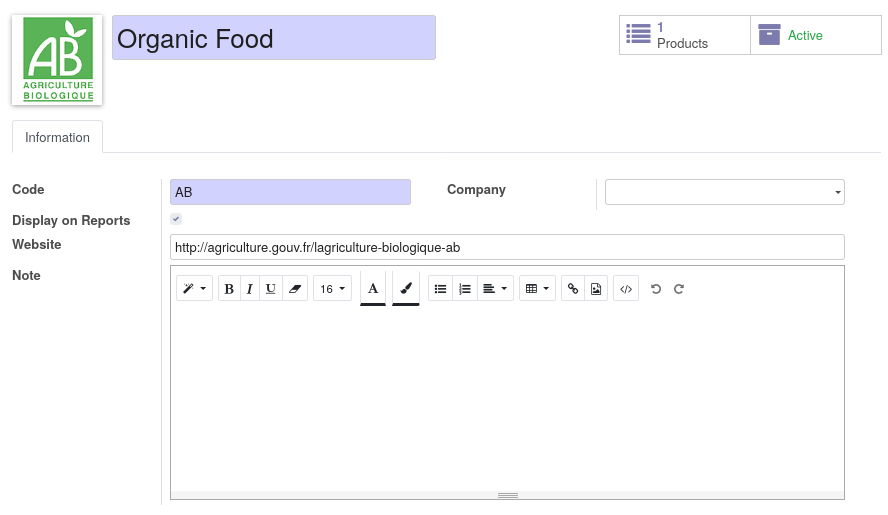 AB
AGRICULTURE
BIOLOGIQUE
Organic Food
1
Products
Active
Information
Code
AB
Company
Display on Reports
Website
http://agriculture.gouv.fr/lagriculture-biologique-ab
Note
B I U 16 A </>